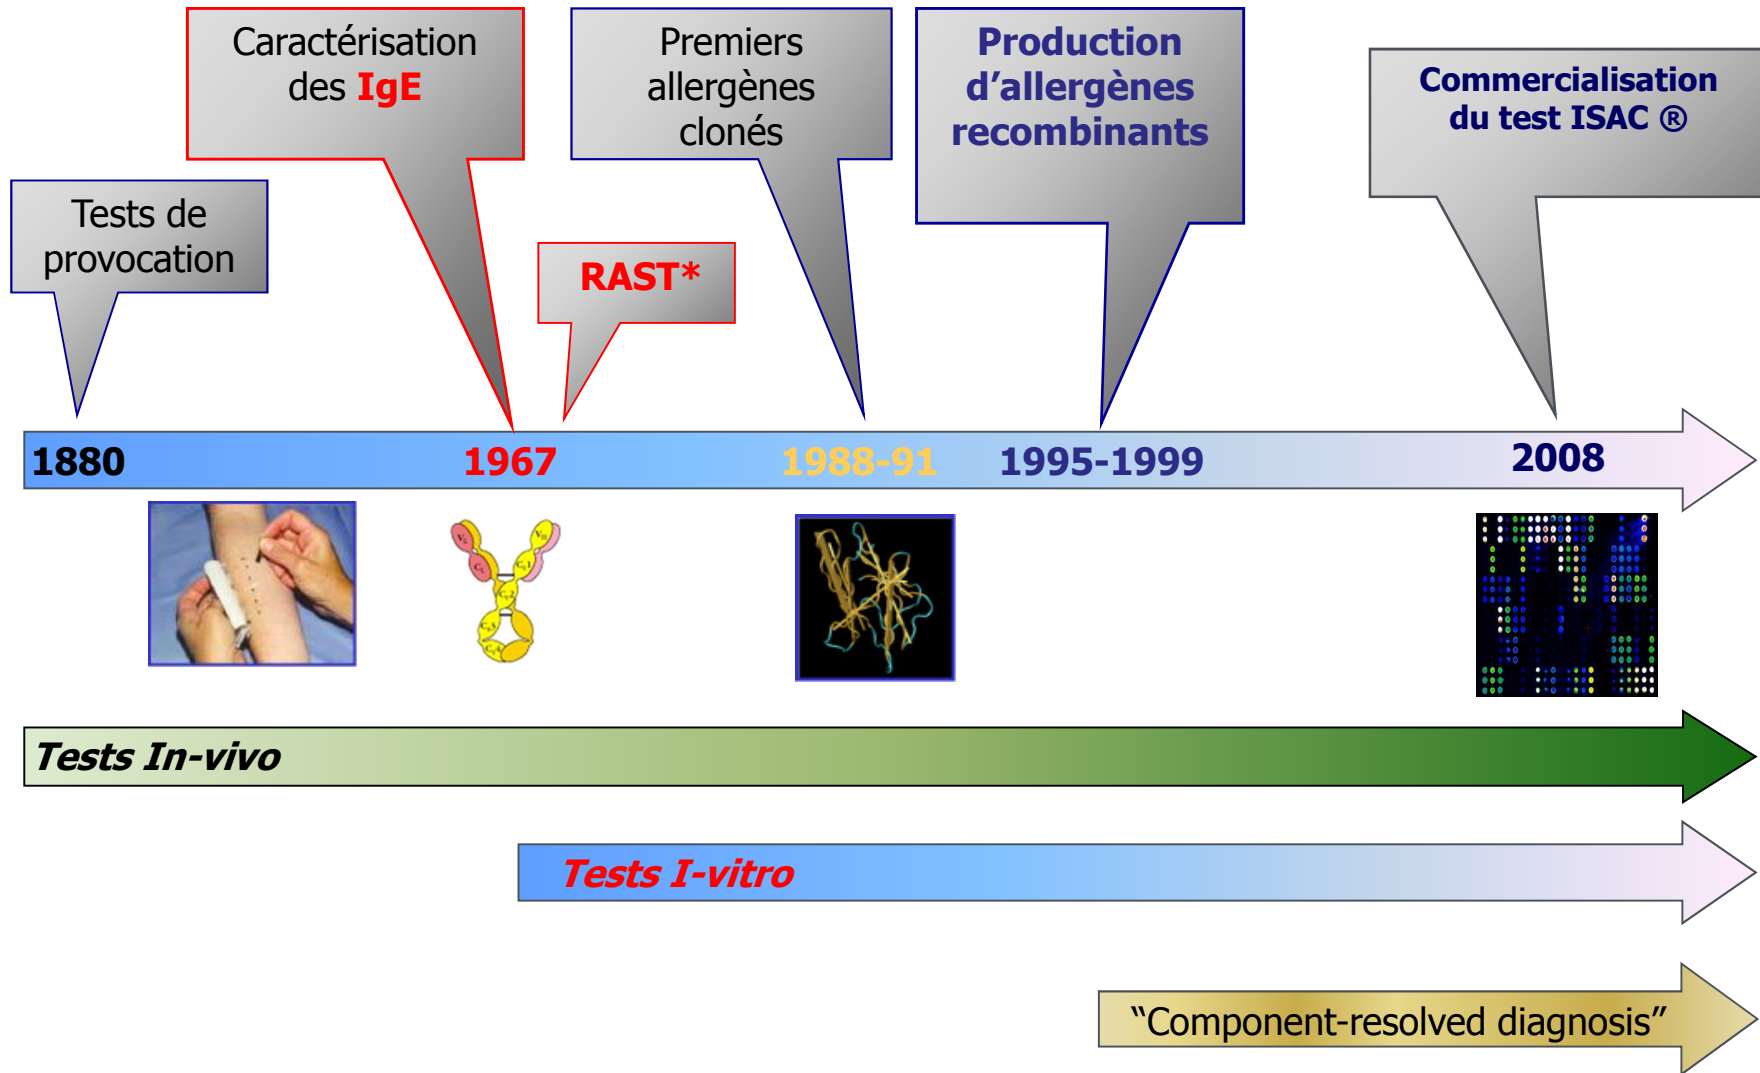 Caractérisation
des IgE
Premiers
allergènes
clonés
Production
d’allergènes
recombinants
Commercialisation
du test ISAC ®
Tests de
provocation
RAST*
1880
1967
1988-91
1995-1999
2008
Tests In-vivo
Tests I-vitro
“Component-resolved diagnosis”